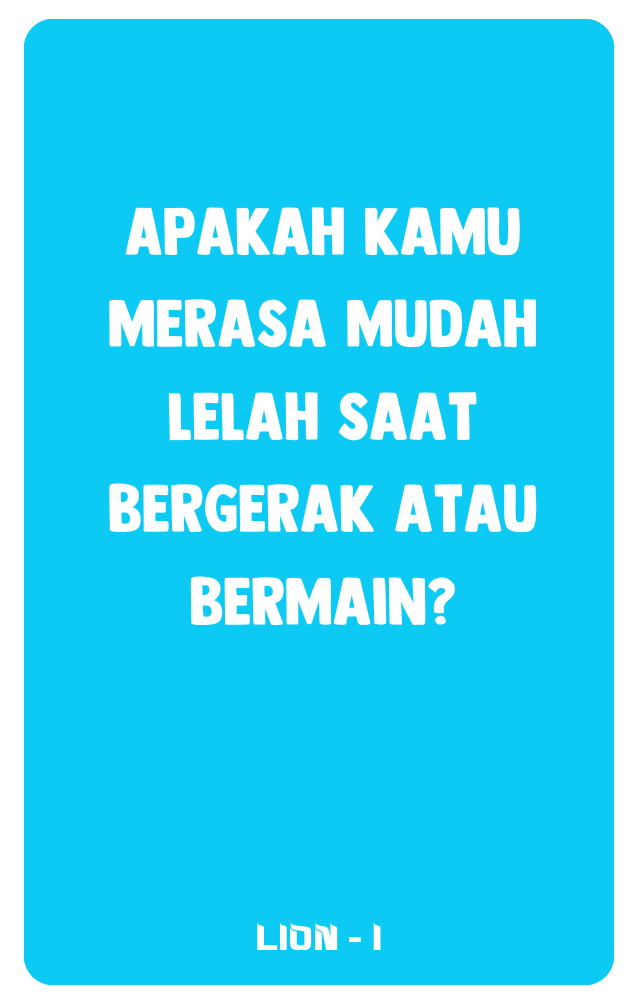 APAKAH KAMU
MERASA MUDAH
LELAH SAAT
BERGERAK ATAU
BERMAIN?
LION - 1